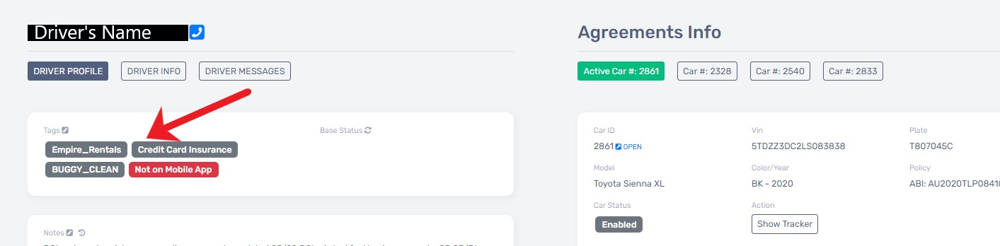 Driver's Name
DRIVER PROFILE DRIVER INFO DRIVER MESSAGES
Tags Base Status
Empire_Rentals Credit Card Insurance
BUGGY_CLEAN Not on Mobile App
Notes
Agreements Info
Active Car #: 2861 Car #: 2328 Car #: 2540 Car #: 2833
Car ID Vin Plate
2861 OPEN 5TDZZ3DC2LS083838 T807045C
Model Color/Year Policy
Toyota Sienna XL BK - 2020 ABI: AU2020TLP0841
Car Status Action
Enabled Show Tracker